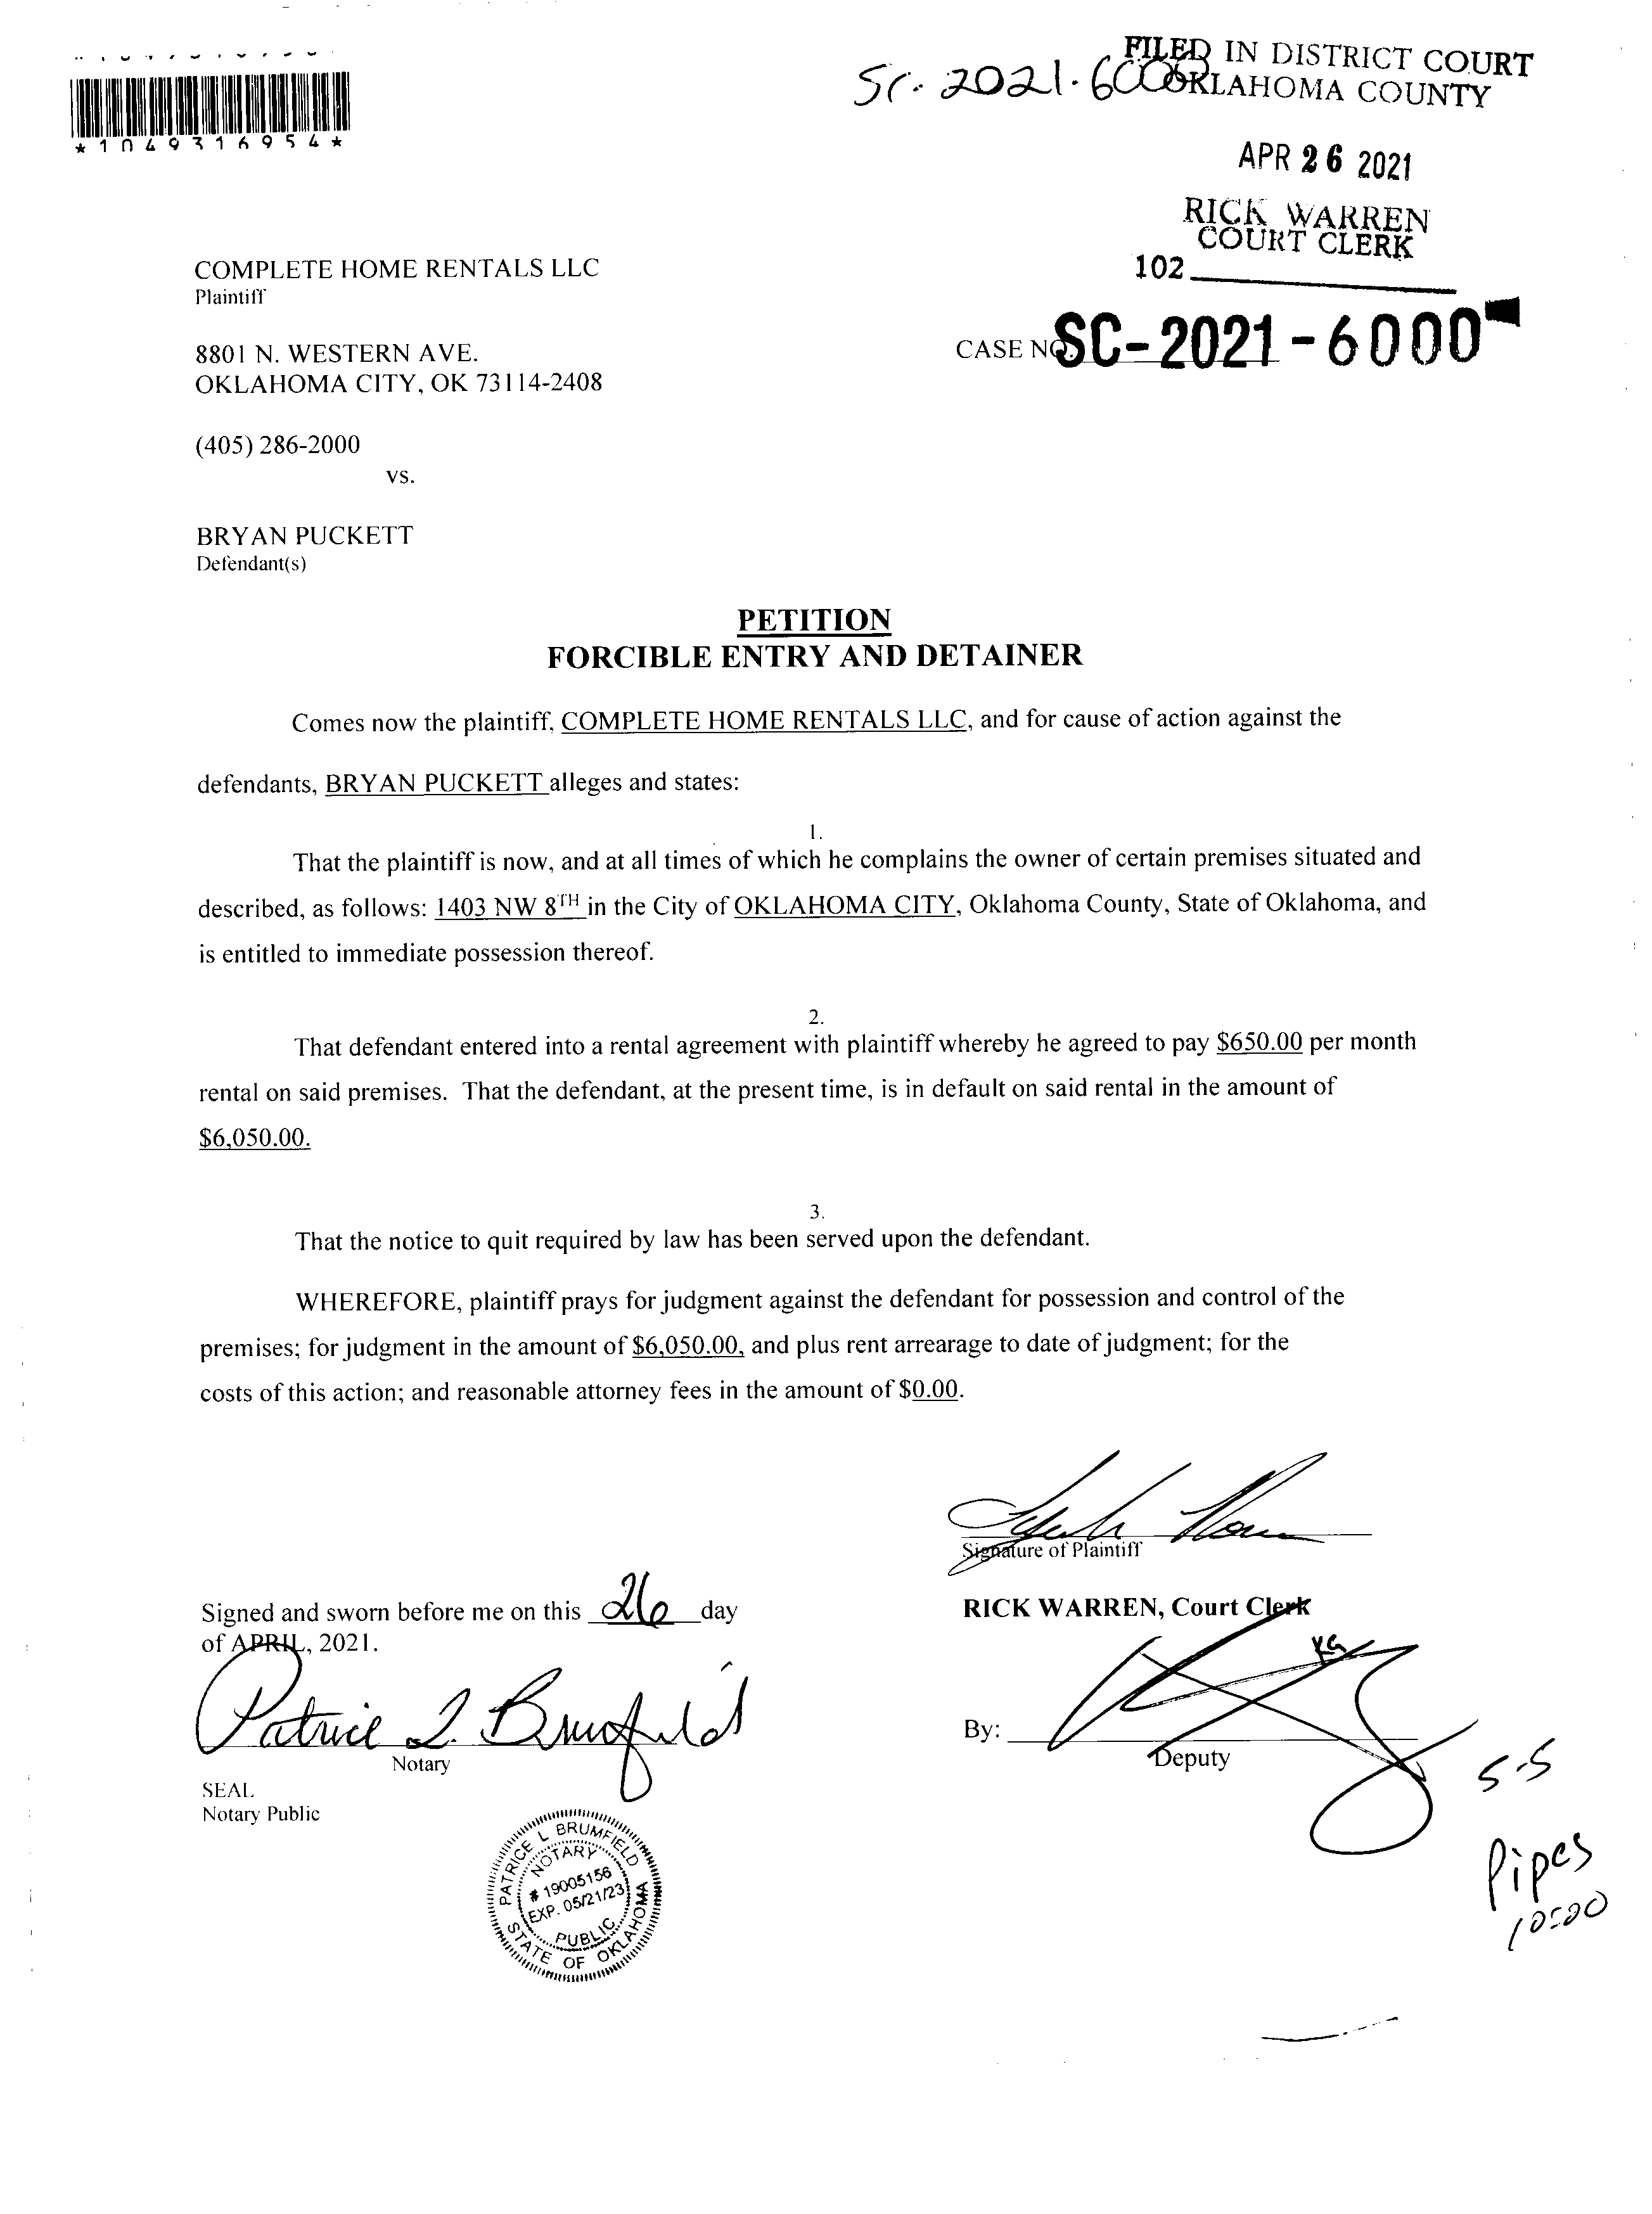 FILED IN DISTRICT COURT
OKLAHOMA COUNTY
SC-2021-6000
*1049316954*
APR 26 2021
RICK WARREN
COURT CLERK
102
COMPLETE HOME RENTALS LLC
Plaintiff
CASE NO. SC-2021-6000
8801 N. WESTERN AVE.
OKLAHOMA CITY, OK 73114-2408
(405) 286-2000
vs.
BRYAN PUCKETT
Defendant(s)
PETITION
FORCIBLE ENTRY AND DETAINER
Comes now the plaintiff, COMPLETE HOME RENTALS LLC, and for cause of action against the
defendants, BRYAN PUCKETT alleges and states:
1.
That the plaintiff is now, and at all times of which he complains the owner of certain premises situated and
described, as follows: 1403 NW 8TH in the City of OKLAHOMA CITY, Oklahoma County, State of Oklahoma, and
is entitled to immediate possession thereof.
2.
That defendant entered into a rental agreement with plaintiff whereby he agreed to pay $650.00 per month
rental on said premises. That the defendant, at the present time, is in default on said rental in the amount of
$6,050.00.
3.
That the notice to quit required by law has been served upon the defendant.
WHEREFORE, plaintiff prays for judgment against the defendant for possession and control of the
premises; for judgment in the amount of $6,050.00, and plus rent arrearage to date of judgment; for the
costs of this action; and reasonable attorney fees in the amount of $0.00.
Signature of Plaintiff
Signed and sworn before me on this 26 day
of APRIL, 2021.
RICK WARREN, Court Clerk
KG
Patrice L. Brumfield
Notary
By:
Deputy
SEAL
Notary Public
5-5
Pipes
10:00
PATRICE L BRUMFIELD
NOTARY
# 19005156
EXP. 05/21/23
PUBLIC
STATE OF OKLAHOMA